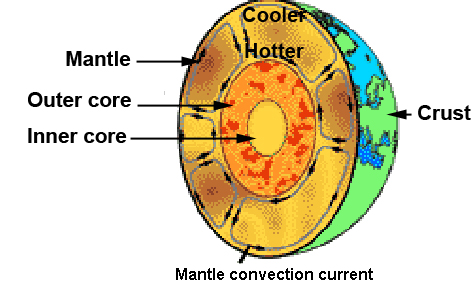 Cooler
Hotter
Mantle
Outer core
Inner core
Crust
Mantle convection current